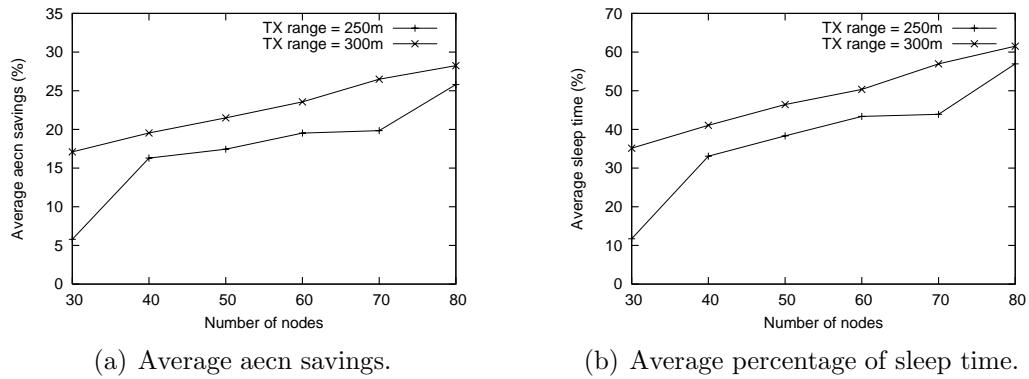 35
30
25
20
15
10
5
0
30 40 50 60 70 80
Average aecn savings (%)
Number of nodes
TX range = 250m
TX range = 300m
(a) Average aecn savings.
70
60
50
40
30
20
10
0
30 40 50 60 70 80
Average sleep time (%)
Number of nodes
TX range = 250m
TX range = 300m
(b) Average percentage of sleep time.